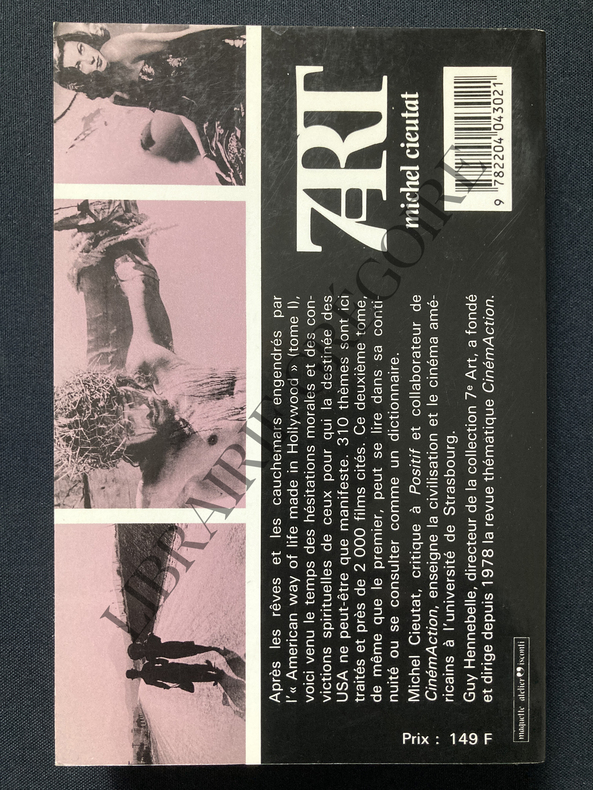 7ART
michel cieutat
9 782204 043021
Après les rêves et les cauchemars engendrés par
l'« American way of life made in Hollywood » (tome I),
voici venu le temps des hésitations morales et des con-
victions spirituelles de ceux pour qui la destinée des
USA ne peut-être que manifeste. 310 thèmes sont ici
traités et près de 2 000 films cités. Ce deuxième tome,
de même que le premier, peut se lire dans sa conti
nuité ou se consulter comme un dictionnaire.
Michel Cieutat, critique à Positif et collaborateur de
CinémAction, enseigne la civilisation et le cinéma amé-
ricains à l'université de Strasbourg.
Guy Hennebelle, directeur de la collection 7e Art, a fondé
et dirige depuis 1978 la revue thématique CinémAction.
Prix : 149 F
maquette atelier visconti
LIBRAIRIE GRÉGOIRE